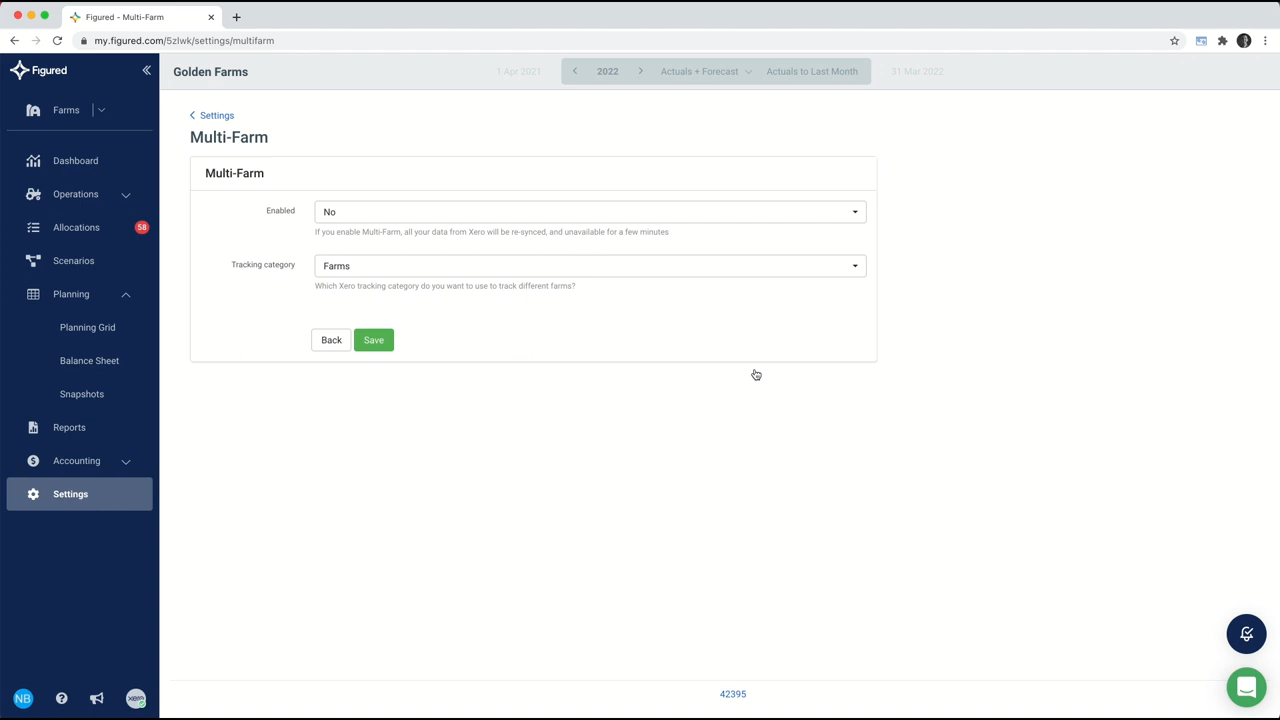 Figured - Multi-Farm
my.figured.com/5zlwk/settings/multifarm
Figured
Golden Farms
1 Apr 2021
2022
Actuals + Forecast
Actuals to Last Month
31 Mar 2022
Farms
Settings
Multi-Farm
Dashboard
Multi-Farm
Operations
Enabled
No
Allocations
58
If you enable Multi-Farm, all your data from Xero will be re-synced, and unavailable for a few minutes
Scenarios
Tracking category
Farms
Which Xero tracking category do you want to use to track different farms?
Planning
Planning Grid
Back
Save
Balance Sheet
Snapshots
Reports
Accounting
Settings
NB
xero
42395